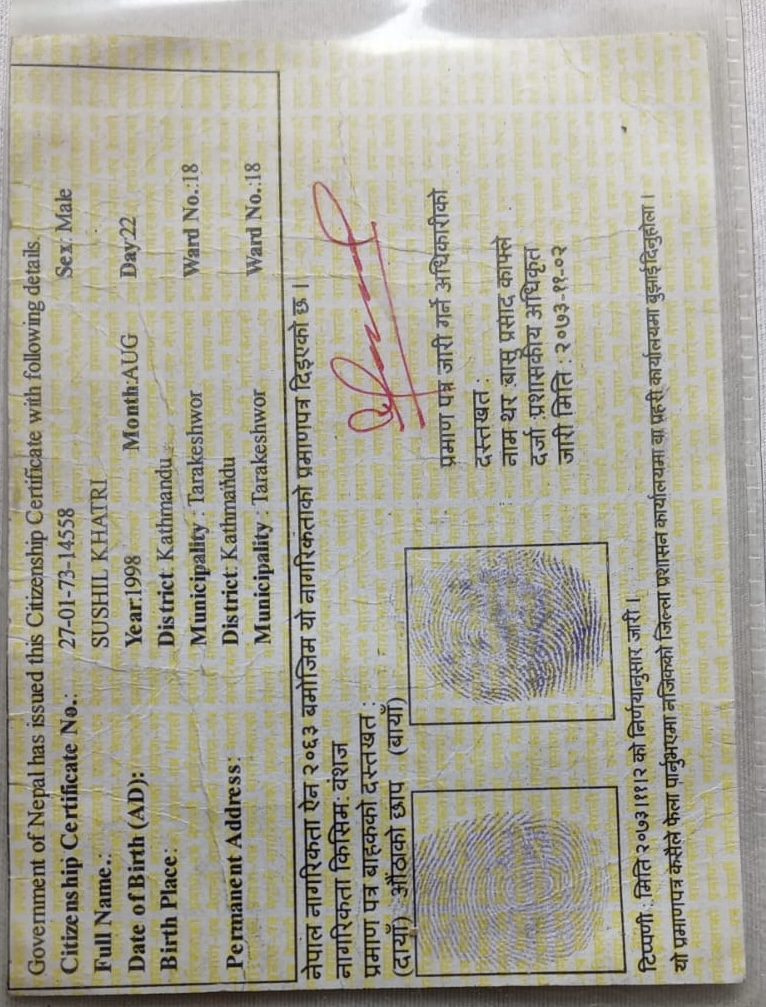 Government of Nepal has issued this Citizenship Certificate with following details.
Citizenship Certificate No.: 27-01-73-14558 Sex: Male
Full Name.: SUSHIL KHATRI
Date of Birth (AD): Year:1998 Month:AUG Day:22
Birth Place: District: Kathmandu
Municipality : Tarakeshwor Ward No.:18
Permanent Address: District: Kathmandu
Municipality : Tarakeshwor Ward No.:18
नेपाल नागरिकता ऐन २०६३ बमोजिम यो नागरिकताको प्रमाणपत्र दिइएको छ ।
नागरिकता किसिम: वंशज
प्रमाण पत्र बाहकको दस्तखत :
(दायाँ) औंठाको छाप (बायाँ)
प्रमाण पत्र जारी गर्ने अधिकारीको
दस्तखत :
नाम थर :बासु प्रसाद काफ्ले
दर्जा :प्रशासकीय अधिकृत
जारी मिति : २०७३-११-०२
टिप्पणी : मिति २०७३।११।२ को निर्णयानुसार जारी ।
यो प्रमाणपत्र कसैले फेला पार्नुभएमा नजिकको जिल्ला प्रशासन कार्यालयमा वा प्रहरी कार्यालयमा बुझाईदिनुहोला ।